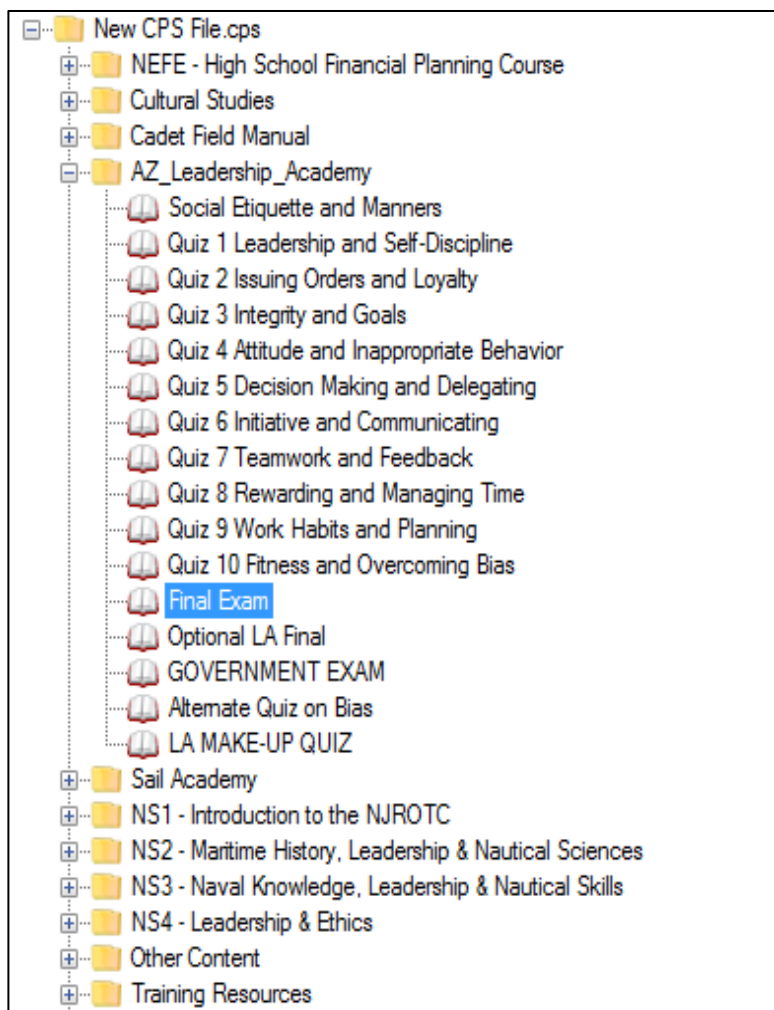 New CPS File.cps
NEFE - High School Financial Planning Course
Cultural Studies
Cadet Field Manual
AZ_Leadership_Academy
Social Etiquette and Manners
Quiz 1 Leadership and Self-Discipline
Quiz 2 Issuing Orders and Loyalty
Quiz 3 Integrity and Goals
Quiz 4 Attitude and Inappropriate Behavior
Quiz 5 Decision Making and Delegating
Quiz 6 Initiative and Communicating
Quiz 7 Teamwork and Feedback
Quiz 8 Rewarding and Managing Time
Quiz 9 Work Habits and Planning
Quiz 10 Fitness and Overcoming Bias
Final Exam
Optional LA Final
GOVERNMENT EXAM
Alternate Quiz on Bias
LA MAKE-UP QUIZ
Sail Academy
NS1 - Introduction to the NJROTC
NS2 - Maritime History, Leadership & Nautical Sciences
NS3 - Naval Knowledge, Leadership & Nautical Skills
NS4 - Leadership & Ethics
Other Content
Training Resources